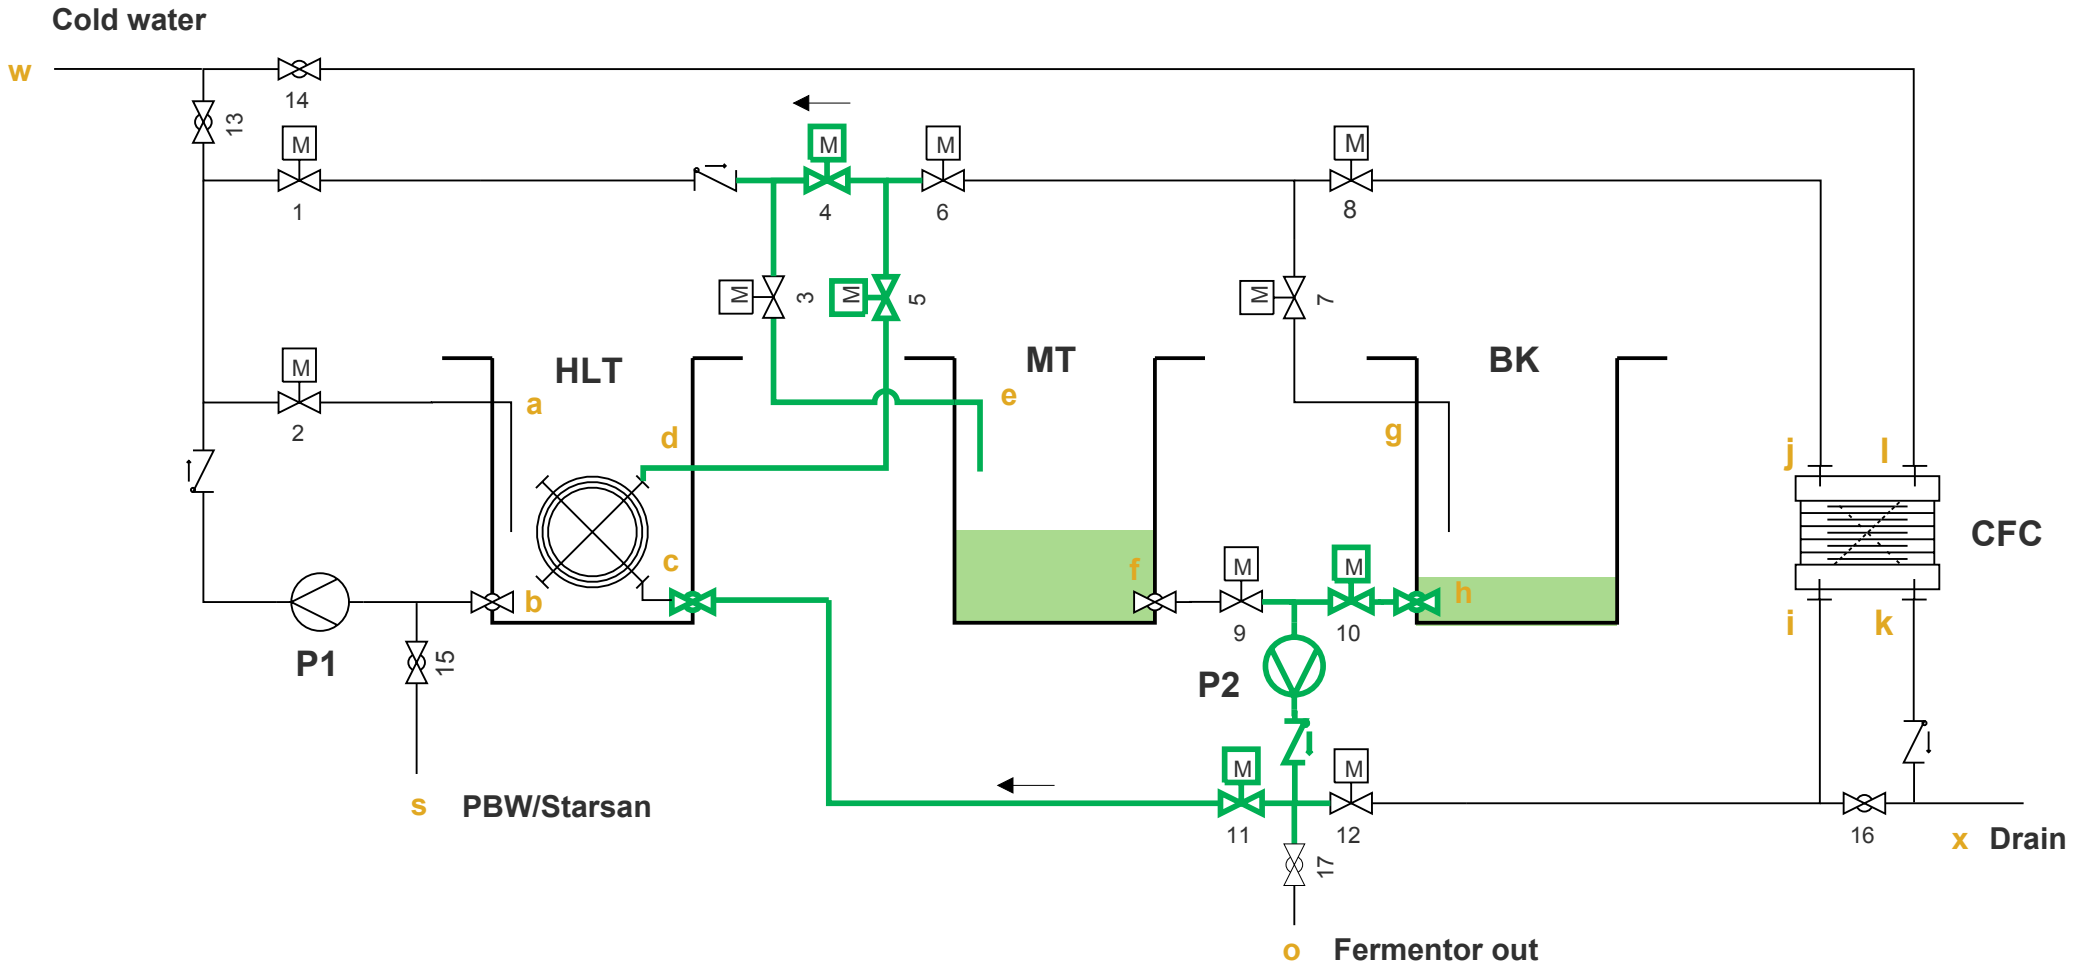 Cold water
w
14
13
M
M
M
M
1
4
6
8
M
3
M
5
M
7
M
HLT
MT
BK
a
e
2
d
g
j
l
c
f
M
M
h
CFC
b
9
10
i
k
P1
15
P2
M
M
s
PBW/Starsan
11
12
16
17
x
Drain
o
Fermentor out